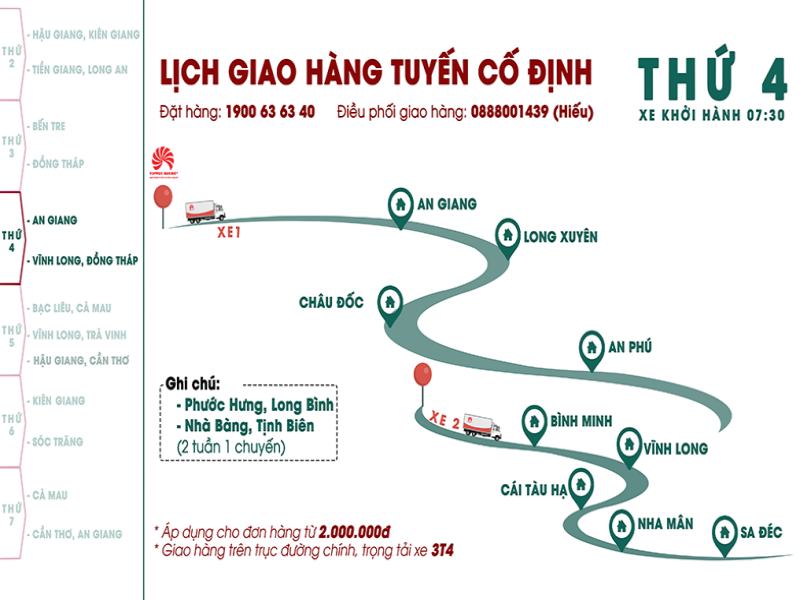 THỨ 2
- HẬU GIANG, KIÊN GIANG
- TIỀN GIANG, LONG AN
THỨ 3
- BẾN TRE
- ĐỒNG THÁP
THỨ 4
- AN GIANG
- VĨNH LONG, ĐỒNG THÁP
THỨ 5
- BẠC LIÊU, CÀ MAU
- VĨNH LONG, TRÀ VINH
- HẬU GIANG, CẦN THƠ
THỨ 6
- KIÊN GIANG
- SÓC TRĂNG
THỨ 7
- CÀ MAU
- CẦN THƠ, AN GIANG
LỊCH GIAO HÀNG TUYẾN CỐ ĐỊNH
Đặt hàng: 1900 63 63 40 Điều phối giao hàng: 0888001439 (Hiếu)
THỨ 4
XE KHỞI HÀNH 07:30
XE1
AN GIANG
LONG XUYÊN
CHÂU ĐỐC
AN PHÚ
Ghi chú:
- Phước Hưng, Long Bình
- Nhà Bàng, Tịnh Biên
(2 tuần 1 chuyến)
XE 2
BÌNH MINH
VĨNH LONG
CÁI TÀU HẠ
NHA MÂN
SA ĐÉC
* Áp dụng cho đơn hàng từ 2.000.000đ
* Giao hàng trên trục đường chính, trọng tải xe 3T4